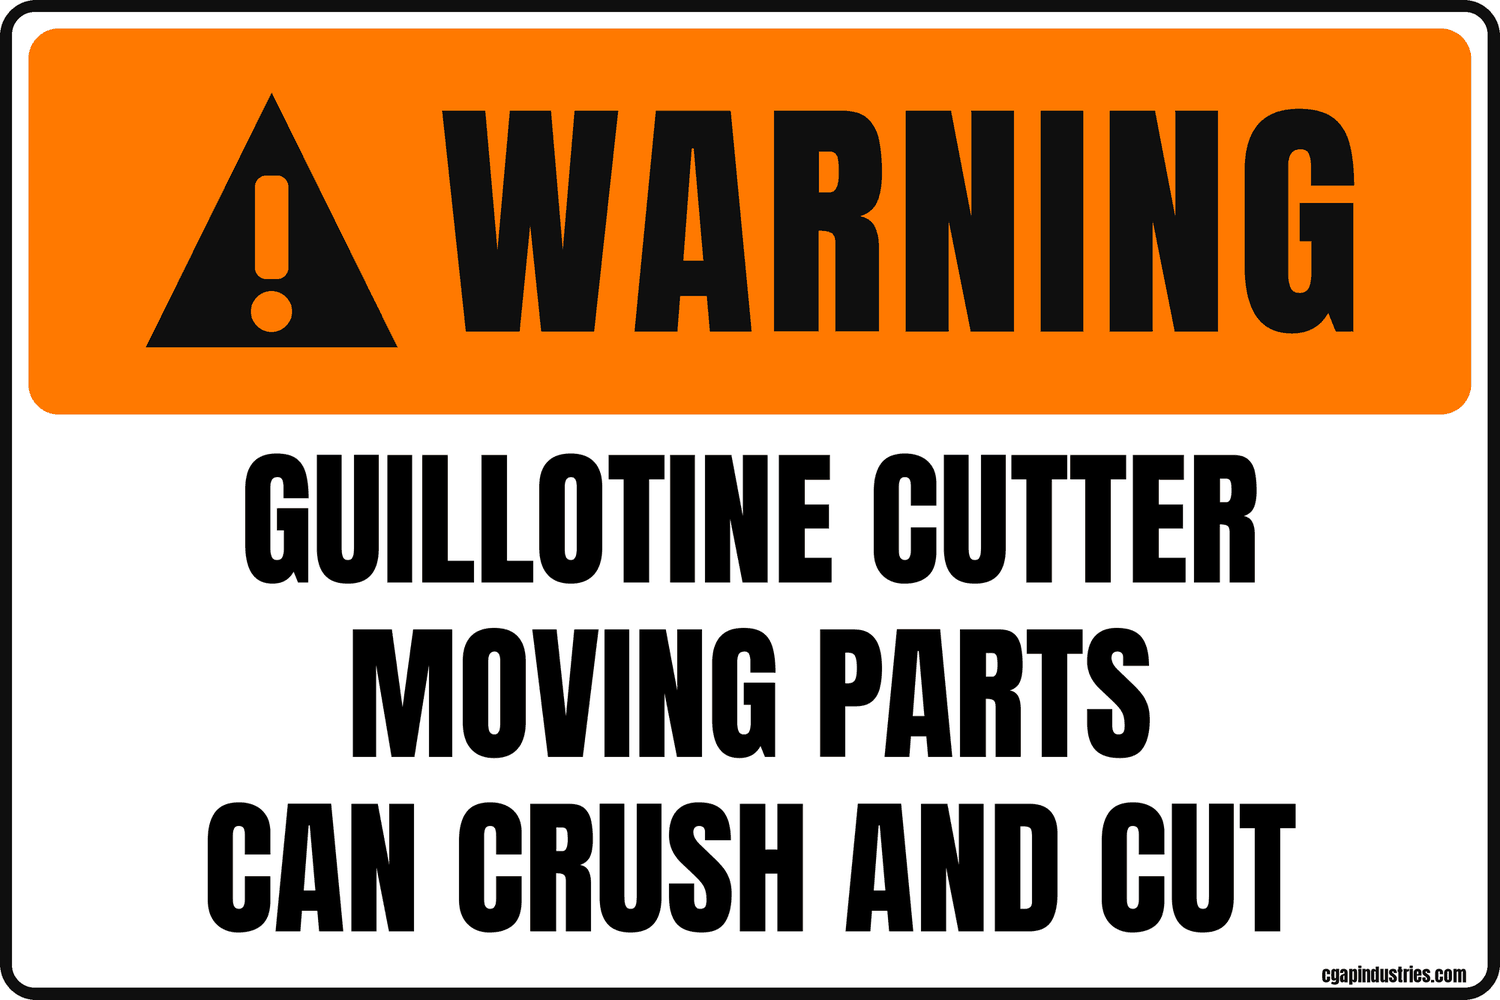 WARNING
GUILLOTINE CUTTER
MOVING PARTS
CAN CRUSH AND CUT
cgapindustries.com